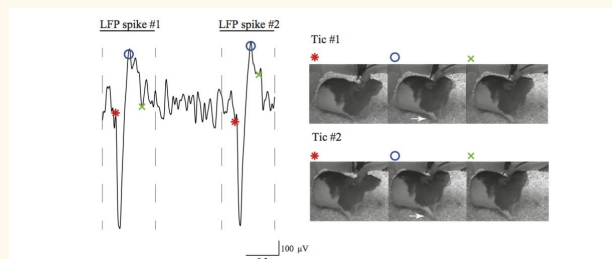 LFP spike #1
LFP spike #2
Tic #1
Tic #2
100 µV